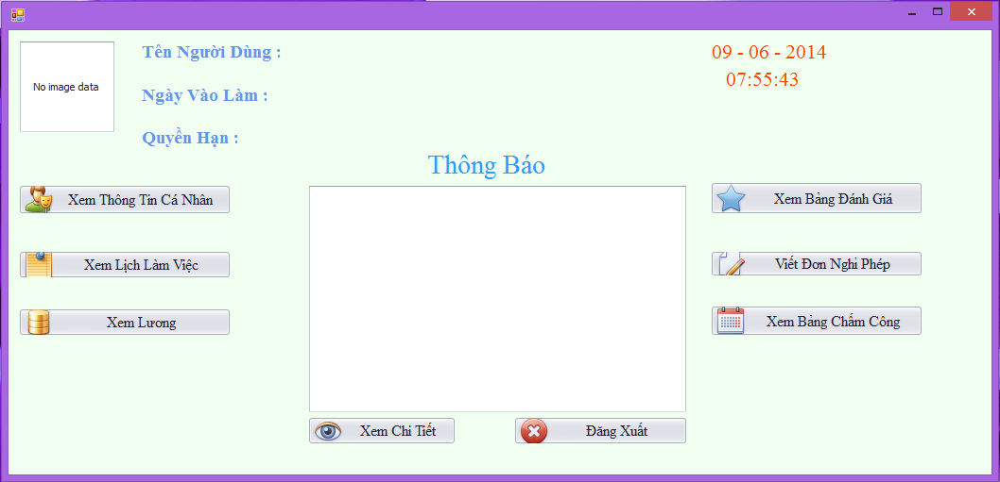 No image data
Tên Người Dùng :
Ngày Vào Làm :
Quyền Hạn :
09 - 06 - 2014
07:55:43
Thông Báo
Xem Thông Tin Cá Nhân
Xem Lịch Làm Việc
Xem Lương
Xem Bảng Đánh Giá
Viết Đơn Nghỉ Phép
Xem Bảng Chấm Công
Xem Chi Tiết
Đăng Xuất